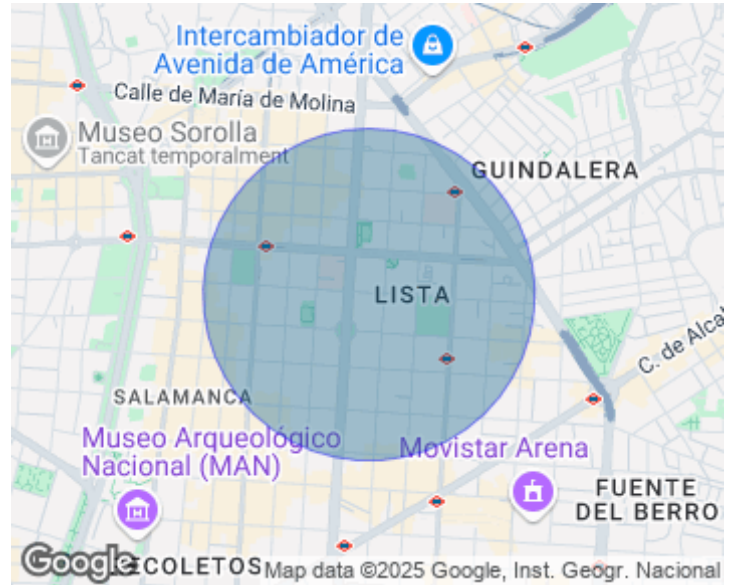 Intercambiador de
Avenida de América
Calle de María de Molina
Museo Sorolla
Tancat temporalment
GUINDALERA
LISTA
C. de Alcal
SALAMANCA
Museo Arqueológico
Nacional (MAN)
Movistar Arena
FUENTE
DEL BERRO
Google
ECOLETOS
Map data ©2025 Google, Inst. Geogr. Nacional